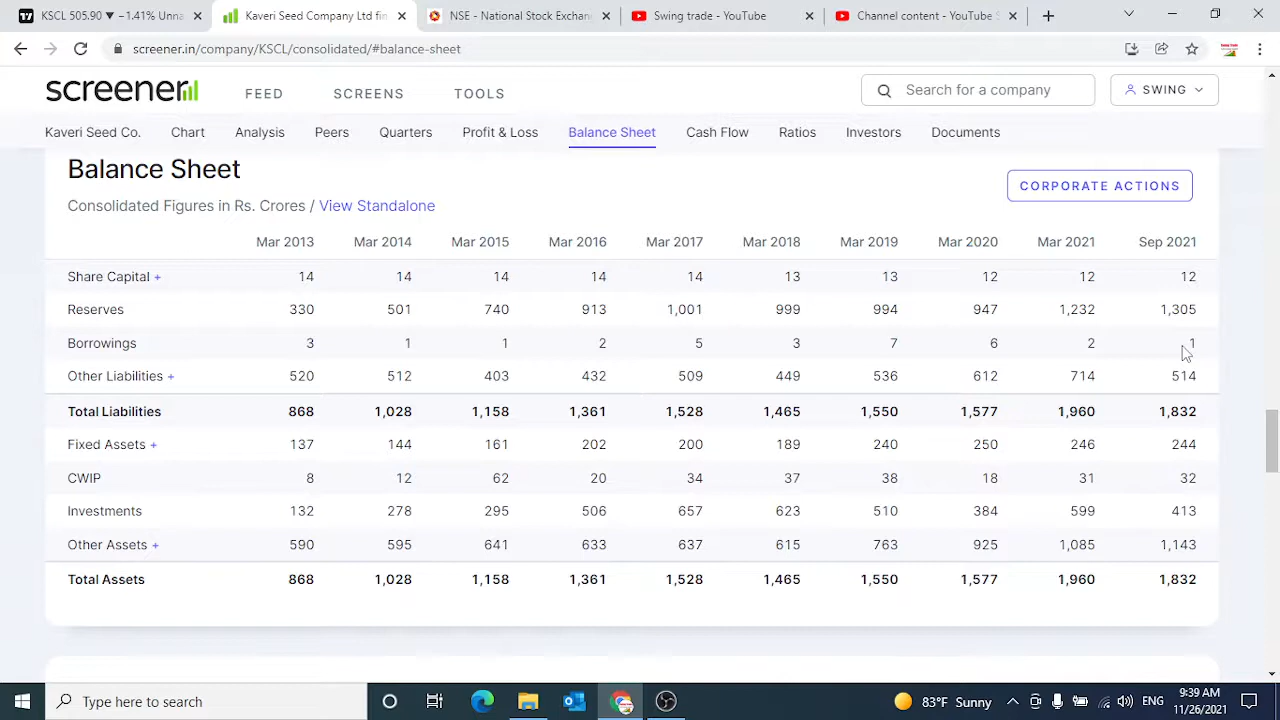 KSCL 505.90 ▼ −1.41% Unna
Kaveri Seed Company Ltd fin
NSE - National Stock Exchan
Swing trade - YouTube
Channel content - YouTube S
screener.in/company/KSCL/consolidated/#balance-sheet
screener
FEED SCREENS TOOLS
Search for a company
SWING
Kaveri Seed Co. Chart Analysis Peers Quarters Profit & Loss Balance Sheet Cash Flow Ratios Investors Documents
Balance Sheet
CORPORATE ACTIONS
Consolidated Figures in Rs. Crores / View Standalone
Mar 2013 Mar 2014 Mar 2015 Mar 2016 Mar 2017 Mar 2018 Mar 2019 Mar 2020 Mar 2021 Sep 2021
Share Capital + 14 14 14 14 14 13 13 12 12 12
Reserves 330 501 740 913 1,001 999 994 947 1,232 1,305
Borrowings 3 1 1 2 5 3 7 6 2 1
Other Liabilities + 520 512 403 432 509 449 536 612 714 514
Total Liabilities 868 1,028 1,158 1,361 1,528 1,465 1,550 1,577 1,960 1,832
Fixed Assets + 137 144 161 202 200 189 240 250 246 244
CWIP 8 12 62 20 34 37 38 18 31 32
Investments 132 278 295 506 657 623 510 384 599 413
Other Assets + 590 595 641 633 637 615 763 925 1,085 1,143
Total Assets 868 1,028 1,158 1,361 1,528 1,465 1,550 1,577 1,960 1,832
Type here to search
83°F Sunny
ENG
9:39 AM
11/26/2021